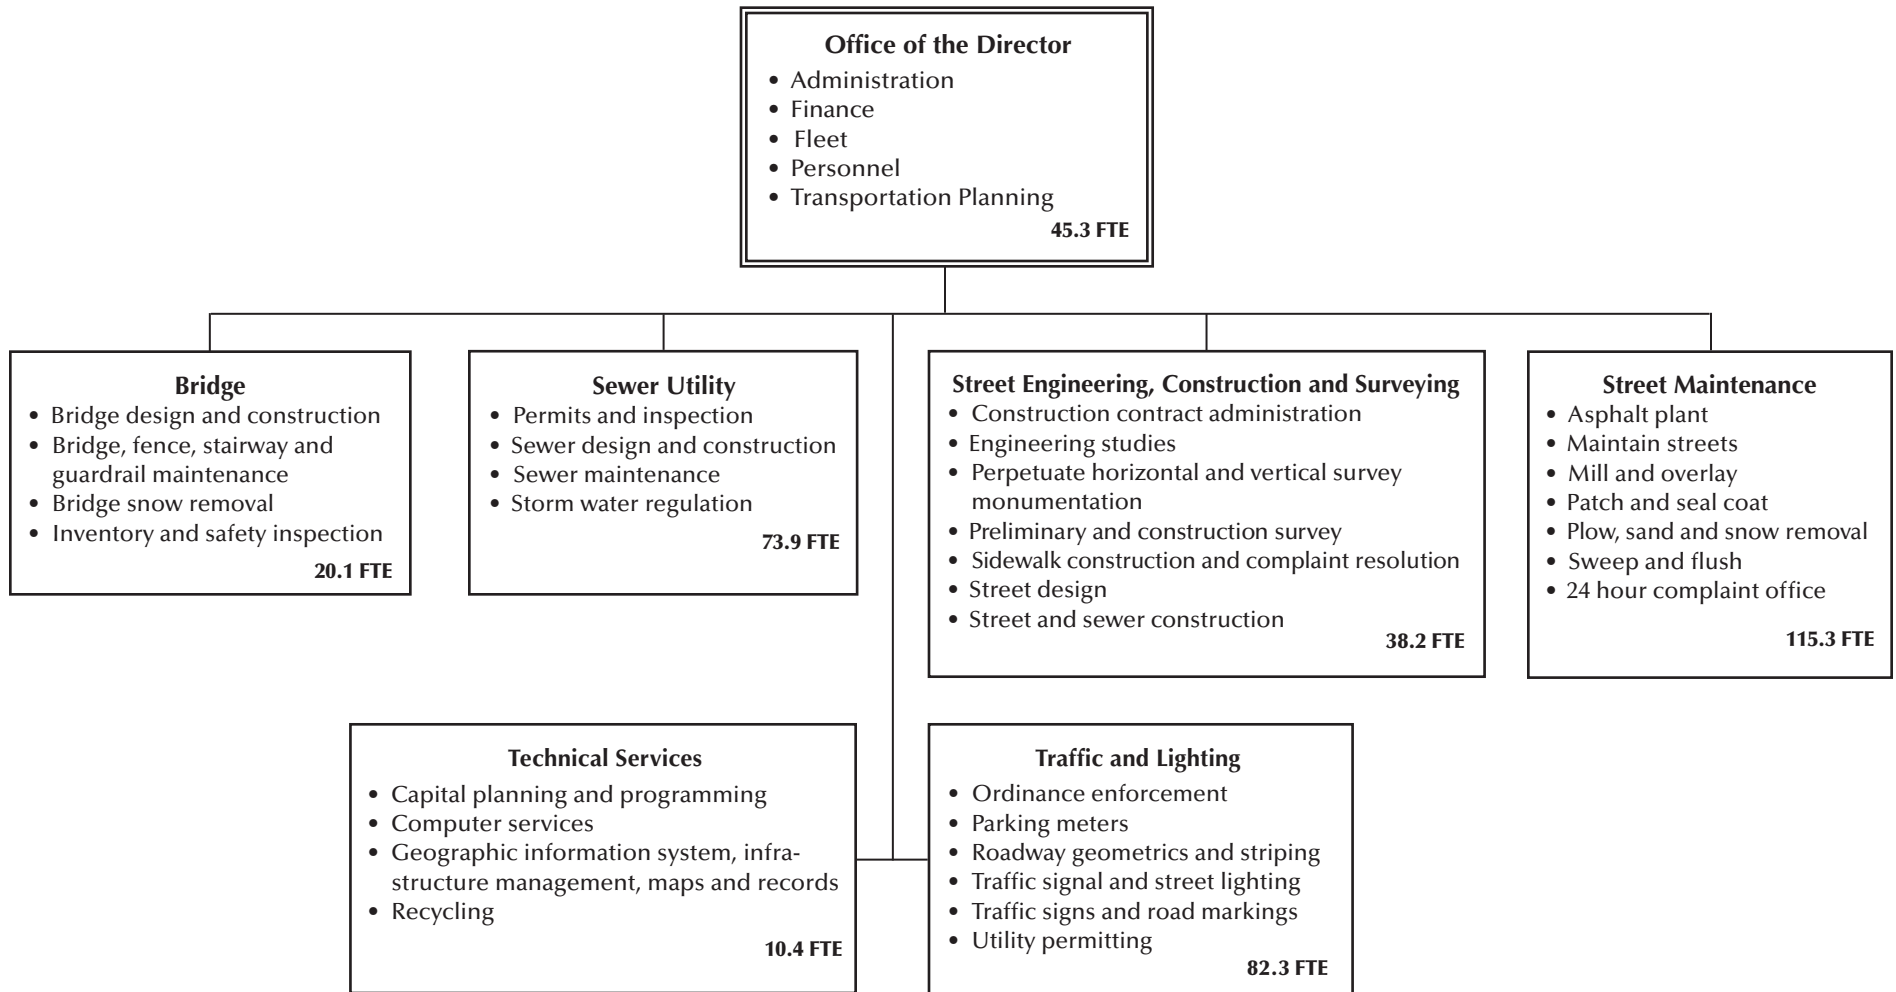 Office of the Director
• Administration
• Finance
• Fleet
• Personnel
• Transportation Planning
45.3 FTE
Bridge
• Bridge design and construction
• Bridge, fence, stairway and
guardrail maintenance
• Bridge snow removal
• Inventory and safety inspection
20.1 FTE
Sewer Utility
• Permits and inspection
• Sewer design and construction
• Sewer maintenance
• Storm water regulation
73.9 FTE
Street Engineering, Construction and Surveying
• Construction contract administration
• Engineering studies
• Perpetuate horizontal and vertical survey
monumentation
• Preliminary and construction survey
• Sidewalk construction and complaint resolution
• Street design
• Street and sewer construction
38.2 FTE
Street Maintenance
• Asphalt plant
• Maintain streets
• Mill and overlay
• Patch and seal coat
• Plow, sand and snow removal
• Sweep and flush
• 24 hour complaint office
115.3 FTE
Technical Services
• Capital planning and programming
• Computer services
• Geographic information system, infra-
structure management, maps and records
• Recycling
10.4 FTE
Traffic and Lighting
• Ordinance enforcement
• Parking meters
• Roadway geometrics and striping
• Traffic signal and street lighting
• Traffic signs and road markings
• Utility permitting
82.3 FTE